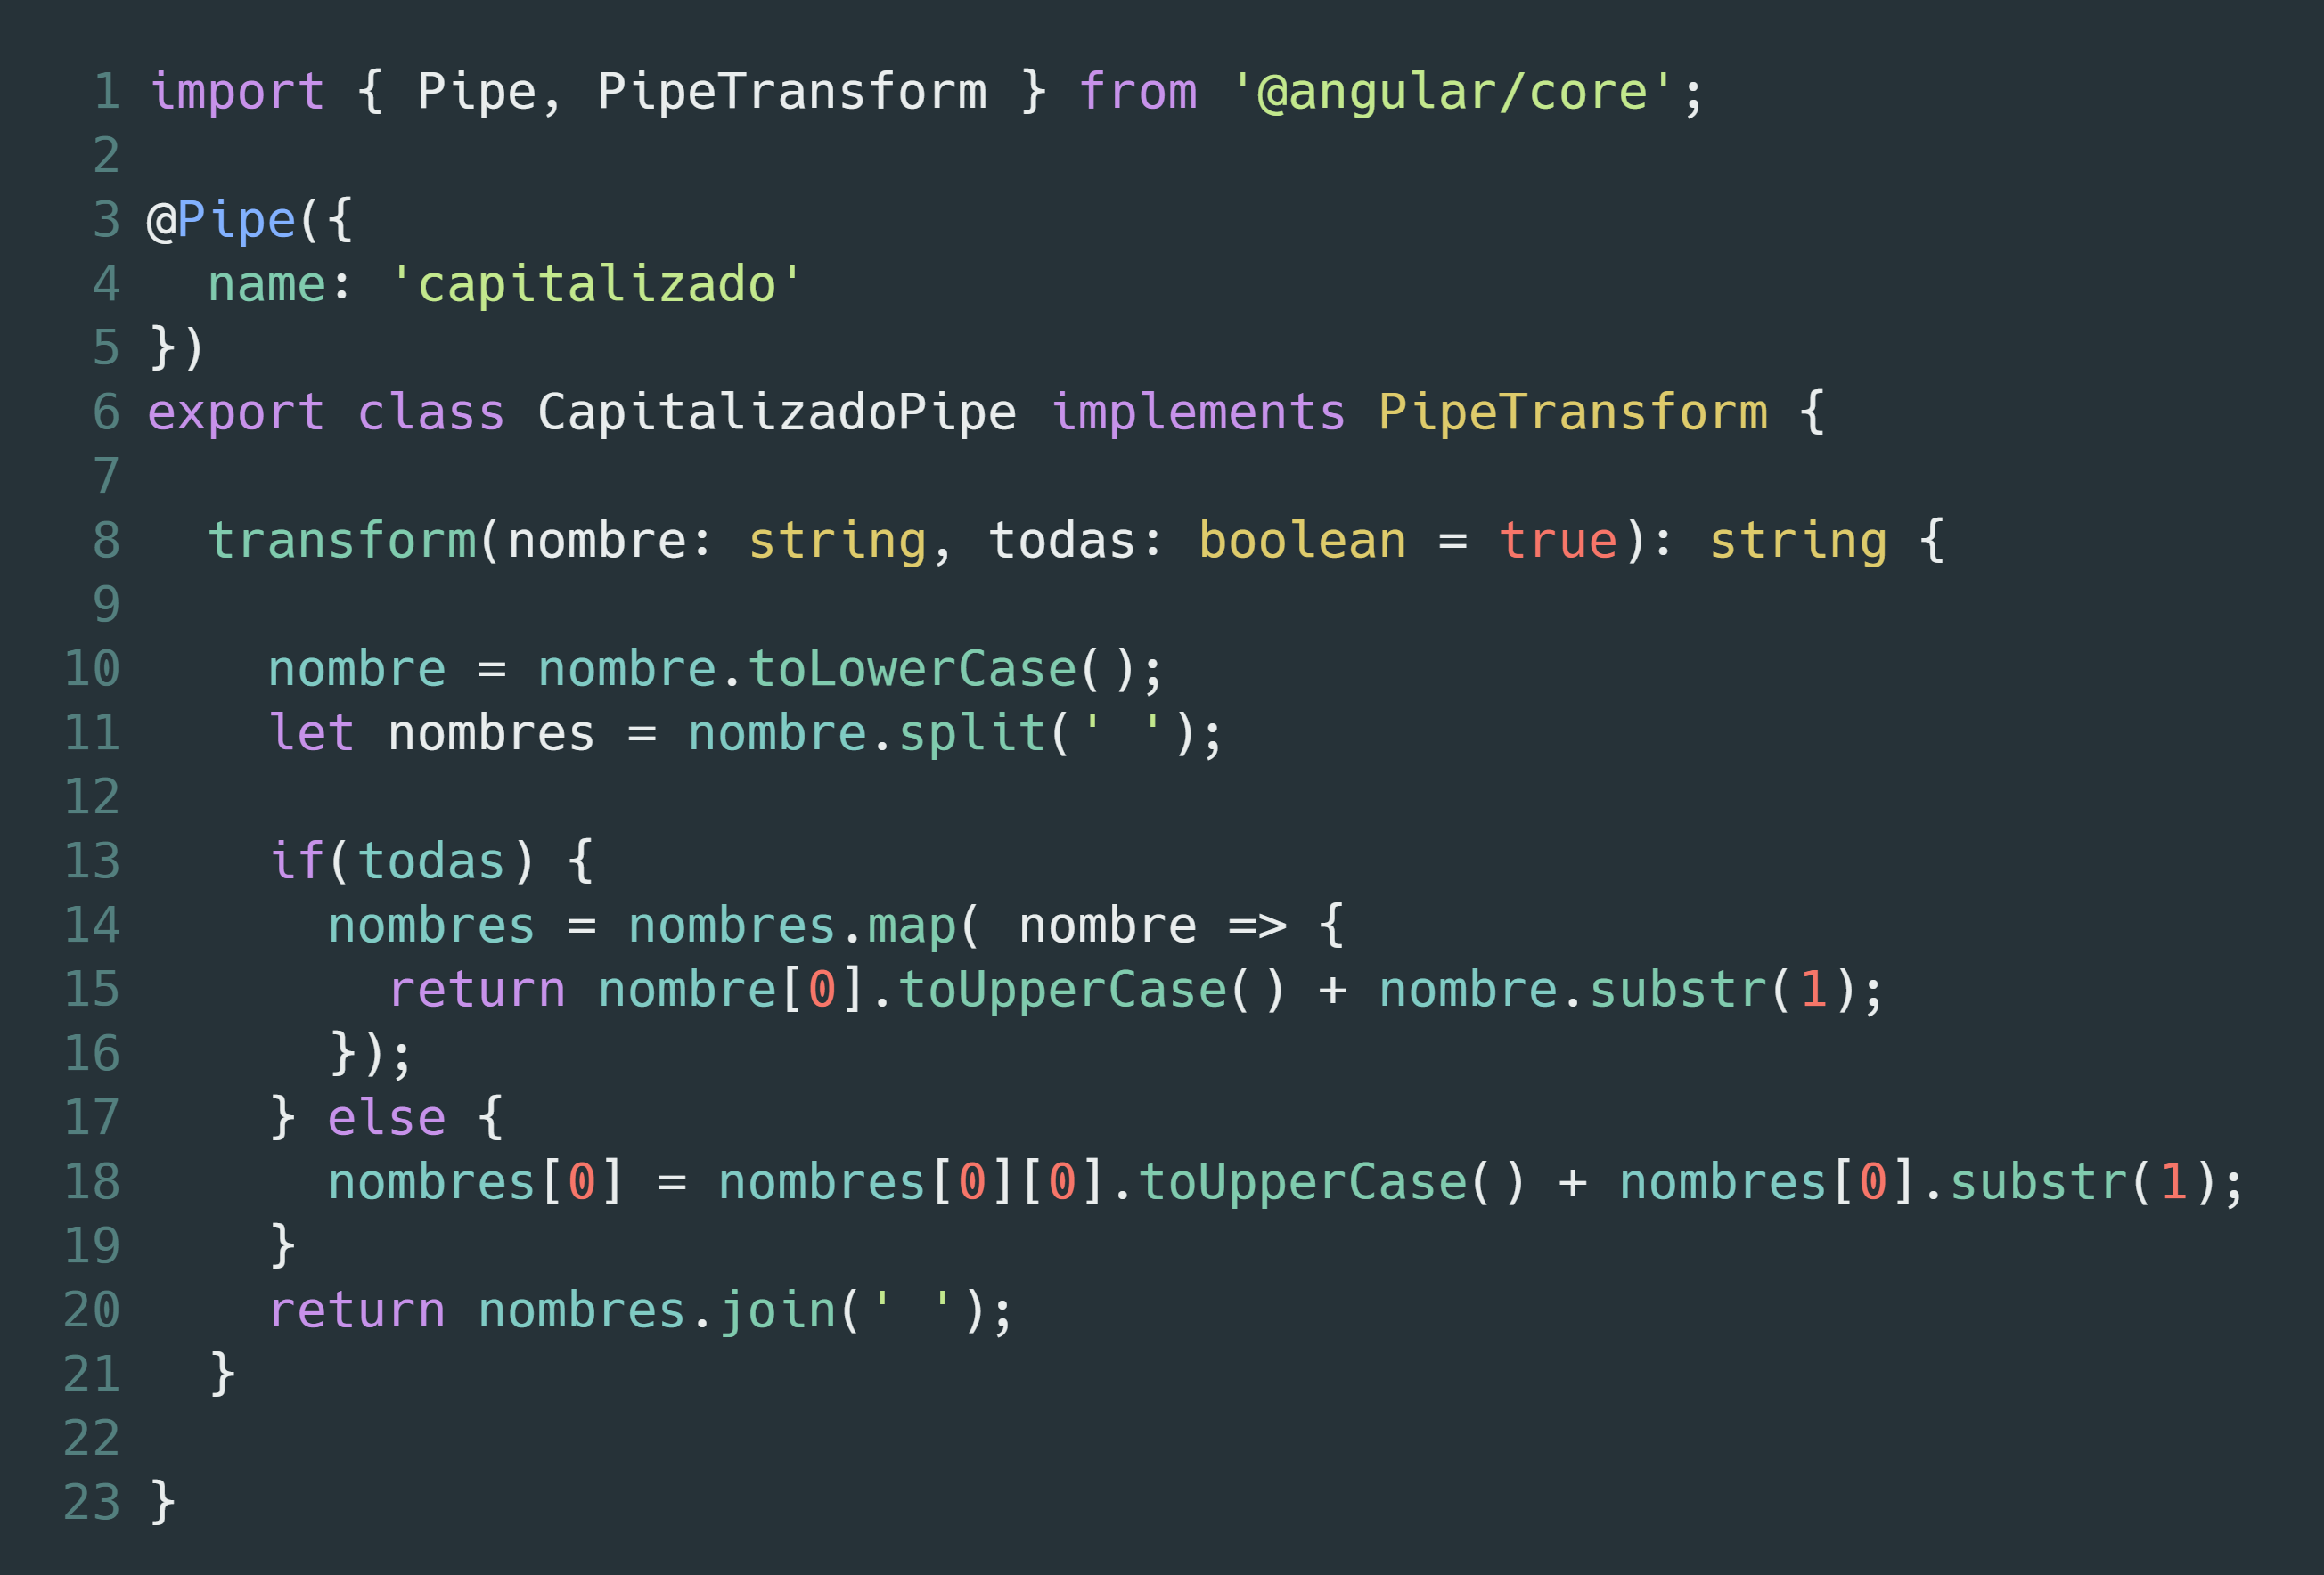 1 import { Pipe, PipeTransform } from '@angular/core';
2
3 @Pipe({
4   name: 'capitalizado'
5 })
6 export class CapitalizadoPipe implements PipeTransform {
7
8   transform(nombre: string, todas: boolean = true): string {
9
10     nombre = nombre.toLowerCase();
11     let nombres = nombre.split(' ');
12
13     if(todas) {
14       nombres = nombres.map( nombre => {
15         return nombre[0].toUpperCase() + nombre.substr(1);
16       });
17     } else {
18       nombres[0] = nombres[0][0].toUpperCase() + nombres[0].substr(1);
19     }
20     return nombres.join(' ');
21   }
22
23 }